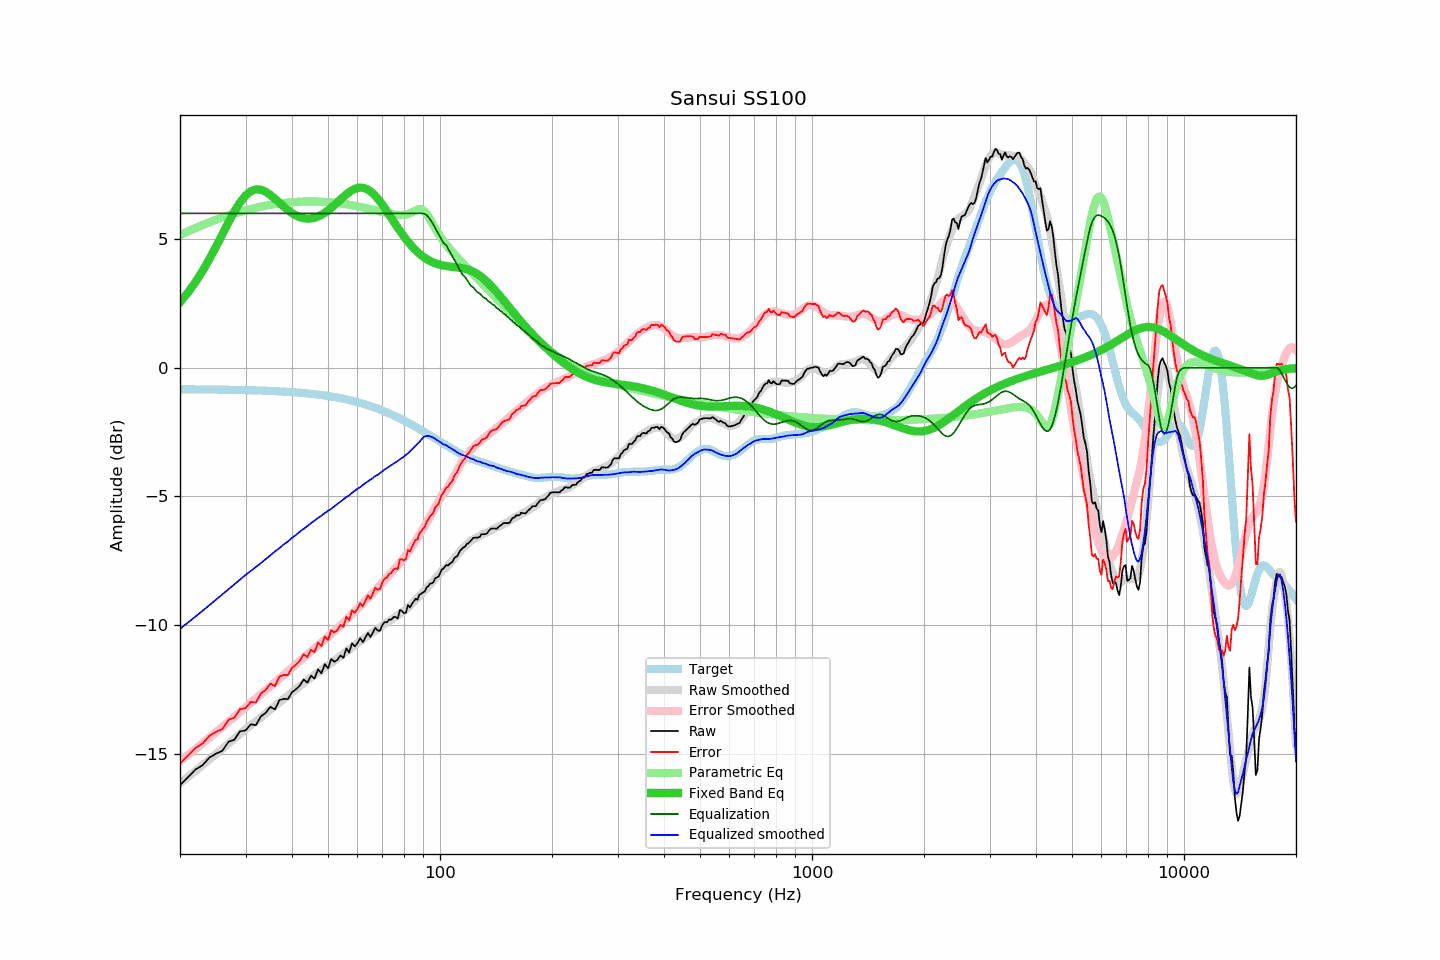 Sansui SS100
Amplitude (dBr)
5
0
−5
−10
−15
Target
Raw Smoothed
Error Smoothed
Raw
Error
Parametric Eq
Fixed Band Eq
Equalization
Equalized smoothed
100
1000
10000
Frequency (Hz)